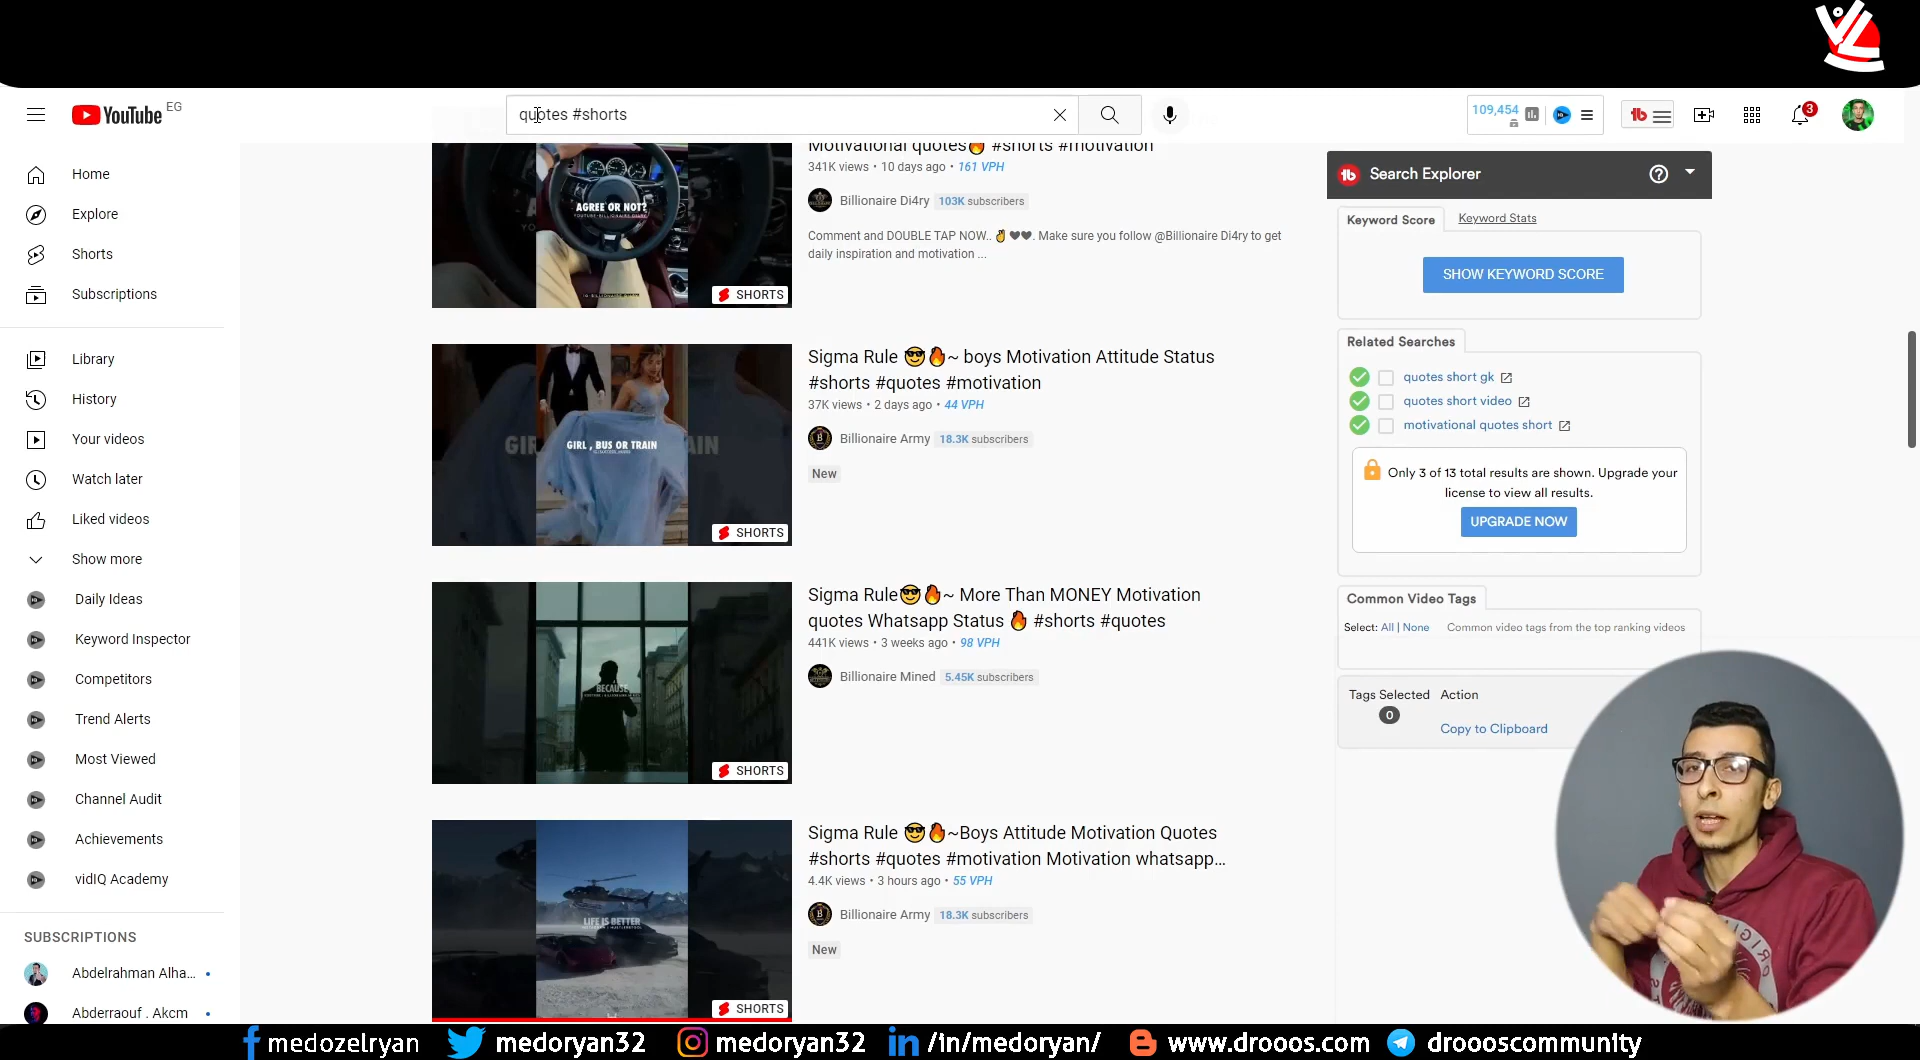 YouTube EG
quotes #shorts
109,454
3
Home
Explore
Shorts
Subscriptions
Library
History
Your videos
Watch later
Liked videos
Show more
Daily Ideas
Keyword Inspector
Competitors
Trend Alerts
Most Viewed
Channel Audit
Achievements
vidIQ Academy
SUBSCRIPTIONS
Abdelrahman Alha...
Abderraouf . Akcm
AGREE OR NOT?
SHORTS
Motivational quotes🔥 #shorts #motivation
341K views • 10 days ago • 161 VPH
Billionaire Di4ry 103K subscribers
Comment and DOUBLE TAP NOW.. ✌️🖤🖤. Make sure you follow @Billionaire Di4ry to get
daily inspiration and motivation ...
GIRL , BUS OR TRAIN
SHORTS
Sigma Rule 😎🔥~ boys Motivation Attitude Status
#shorts #quotes #motivation
37K views • 2 days ago • 44 VPH
Billionaire Army 18.3K subscribers
New
BECAUSE
SHORTS
Sigma Rule😎🔥~ More Than MONEY Motivation
quotes Whatsapp Status 🔥 #shorts #quotes
441K views • 3 weeks ago • 98 VPH
Billionaire Mined 5.45K subscribers
LIFE IS BETTER
SHORTS
Sigma Rule 😎🔥~Boys Attitude Motivation Quotes
#shorts #quotes #motivation Motivation whatsapp...
4.4K views • 3 hours ago • 55 VPH
Billionaire Army 18.3K subscribers
New
tb Search Explorer
Keyword Score Keyword Stats
SHOW KEYWORD SCORE
Related Searches
quotes short gk
quotes short video
motivational quotes short
Only 3 of 13 total results are shown. Upgrade your
license to view all results.
UPGRADE NOW
Common Video Tags
Select: All | None Common video tags from the top ranking videos
Tags Selected Action
0
Copy to Clipboard
medozelryan medoryan32 medoryan32 /in/medoryan/ www.drooos.com droooscommunity